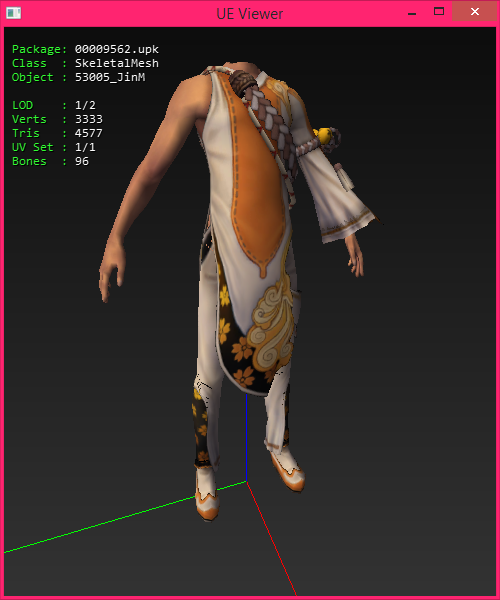 UE Viewer
Package: 00009562.upk
Class  : SkeletalMesh
Object : 53005_JinM
LOD    : 1/2
Verts  : 3333
Tris   : 4577
UV Set : 1/1
Bones  : 96